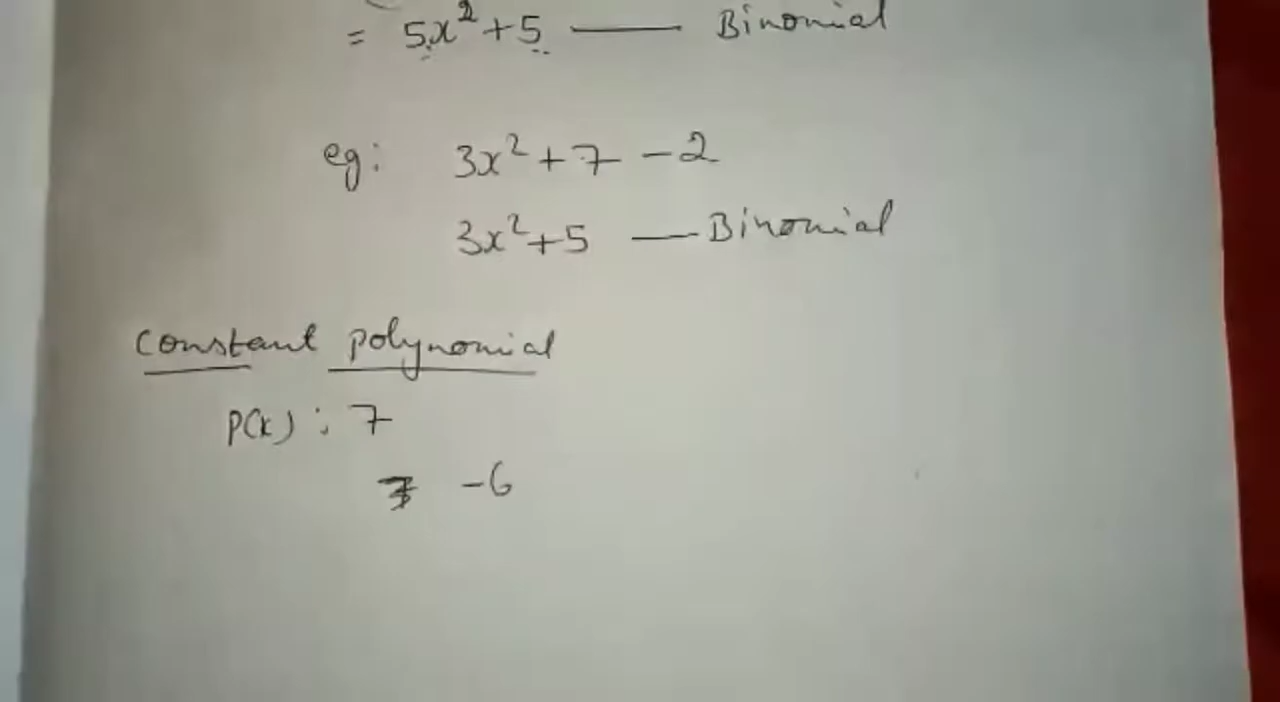 = 5x²+5 — Binomial
eg: 3x²+7-2
3x²+5 — Binomial
constant polynomial
P(x) : 7
-6